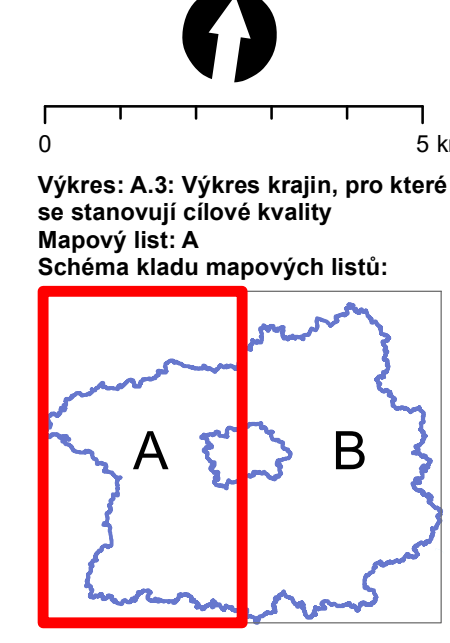 0 5 k
Výkres: A.3: Výkres krajin, pro které
se stanovují cílové kvality
Mapový list: A
Schéma kladu mapových listů:
A B